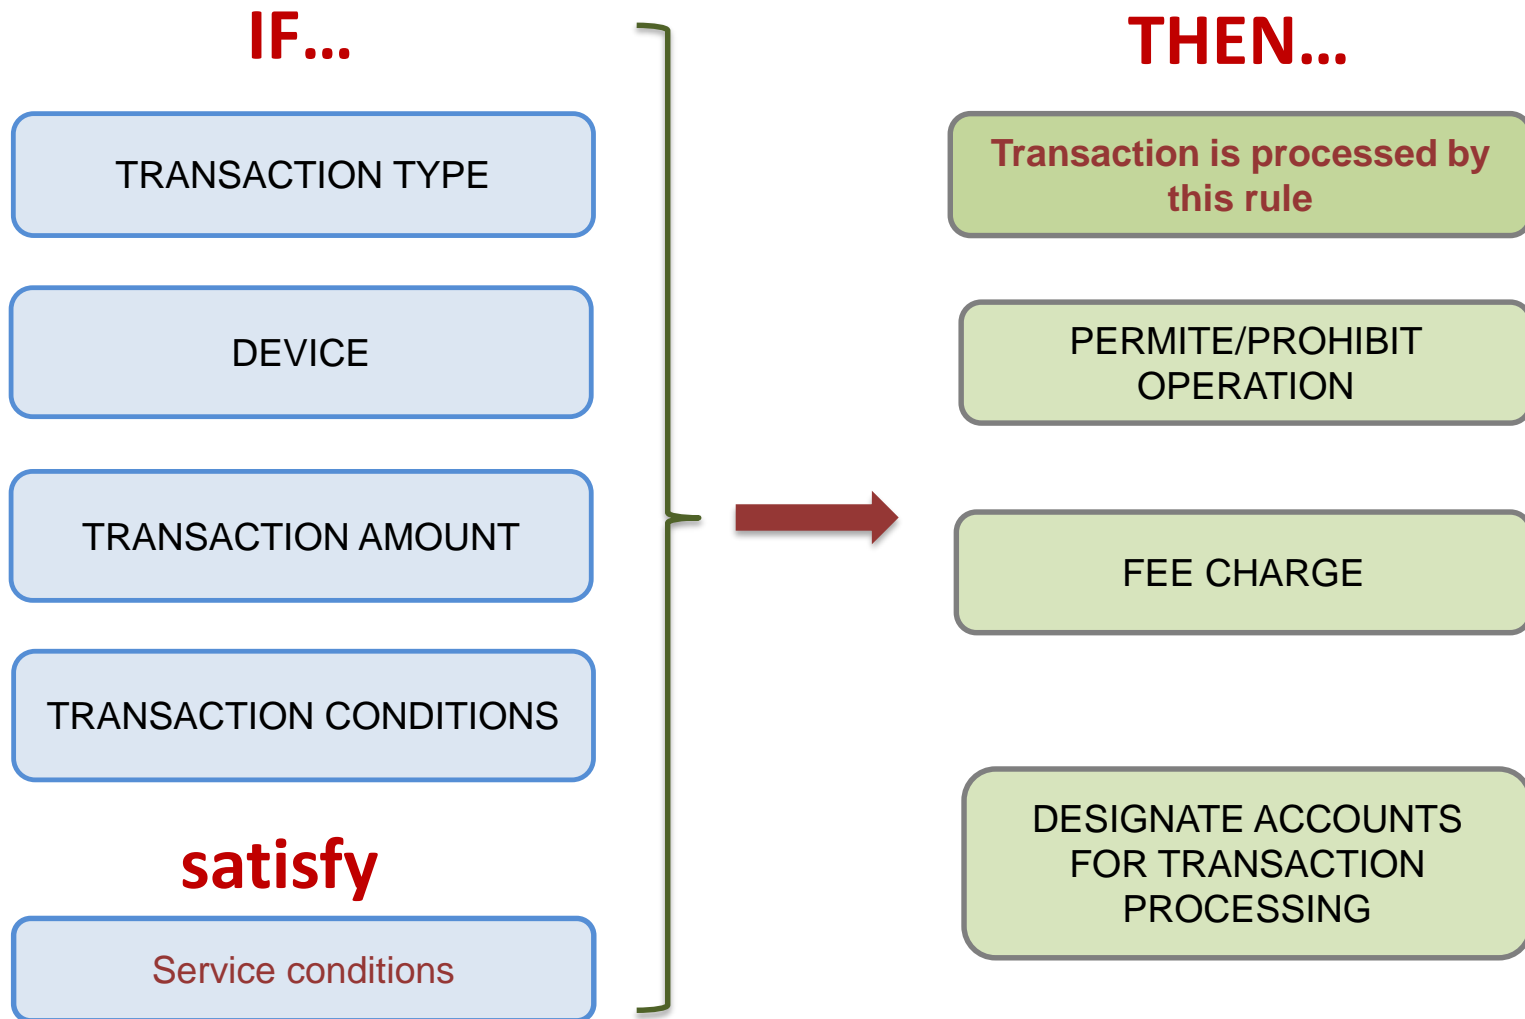 IF...
TRANSACTION TYPE
DEVICE
TRANSACTION AMOUNT
TRANSACTION CONDITIONS
satisfy
Service conditions
THEN...
Transaction is processed by
this rule
PERMITE/PROHIBIT
OPERATION
FEE CHARGE
DESIGNATE ACCOUNTS
FOR TRANSACTION
PROCESSING